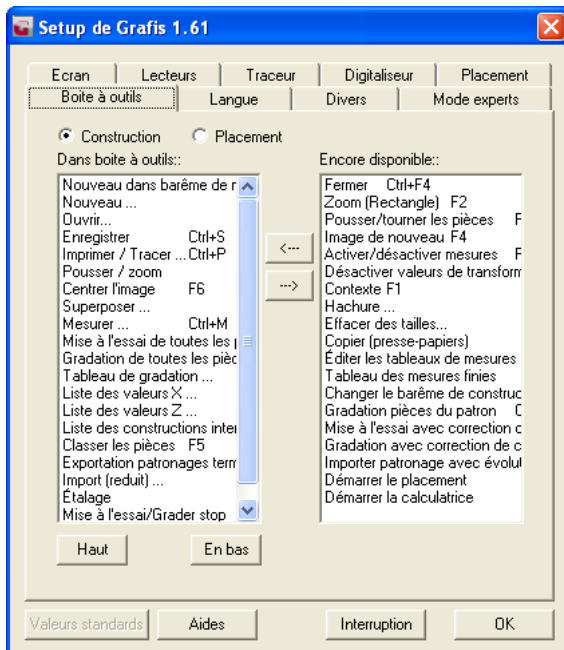 Setup de Grafis 1.61
Ecran Lecteurs Traceur Digitaliseur Placement
Boite à outils Langue Divers Mode experts
Construction Placement
Dans boite à outils::
Nouveau dans barême de r
Nouveau ...
Ouvrir...
Enregistrer Ctrl+S
Imprimer / Tracer ... Ctrl+P
Pousser / zoom
Centrer l'image F6
Superposer ...
Mesurer ... Ctrl+M
Mise à l'essai de toutes les p
Gradation de toutes les pièc
Tableau de gradation ...
Liste des valeurs X ...
Liste des valeurs Z ...
Liste des constructions inter
Classer les pièces F5
Exportation patronages term
Import (reduit) ...
Étalage
Mise à l'essai/Grader stop
<---
--->
Encore disponible::
Fermer Ctrl+F4
Zoom (Rectangle) F2
Pousser/tourner les pièces F
Image de nouveau F4
Activer/désactiver mesures F
Désactiver valeurs de transform
Contexte F1
Hachure ...
Effacer des tailles...
Copier (presse-papiers)
Éditer les tableaux de mesures
Tableau des mesures finies
Changer le barême de construc
Gradation pièces du patron C
Mise à l'essai avec correction c
Gradation avec correction de c
Importer patronage avec évolut
Démarrer le placement
Démarrer la calculatrice
Haut En bas
Valeurs standards Aides Interruption OK